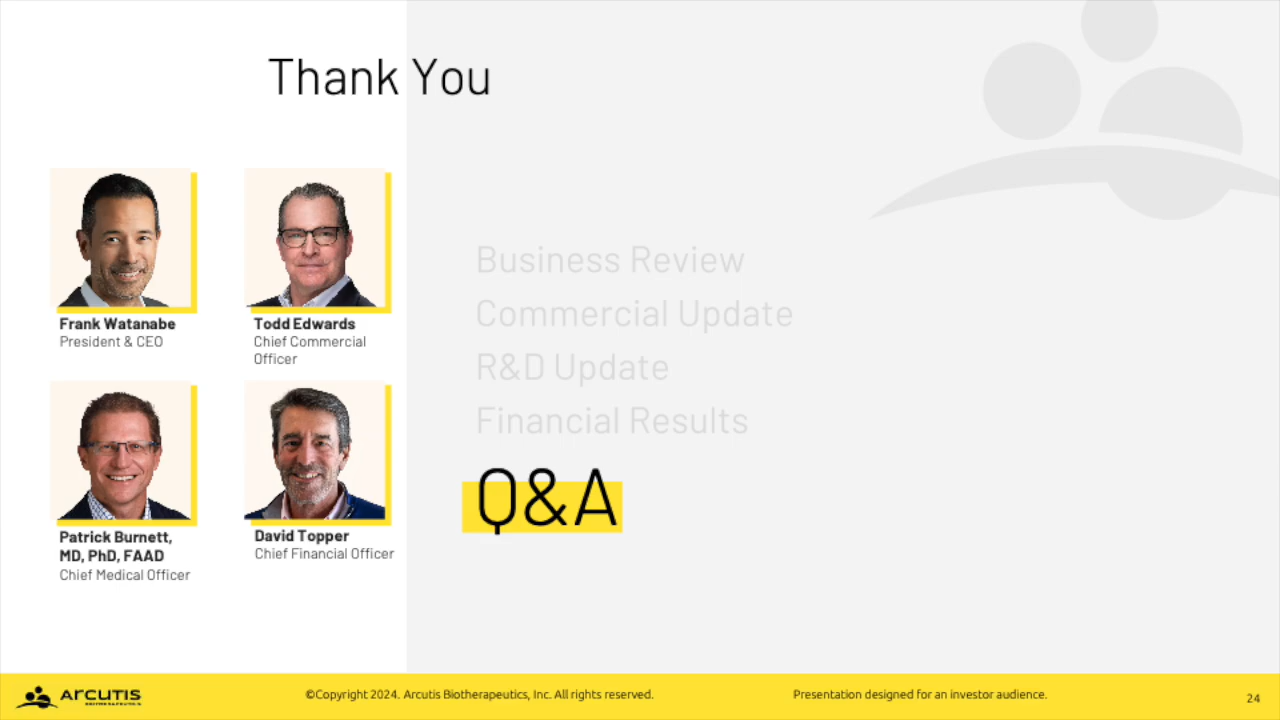 Thank You
Frank Watanabe
President & CEO
Todd Edwards
Chief Commercial
Officer
Patrick Burnett,
MD, PhD, FAAD
Chief Medical Officer
David Topper
Chief Financial Officer
Business Review
Commercial Update
R&D Update
Financial Results
Q&A
ARCUTIS
BIOTHERAPEUTICS
©Copyright 2024. Arcutis Biotherapeutics, Inc. All rights reserved.
Presentation designed for an investor audience.
24